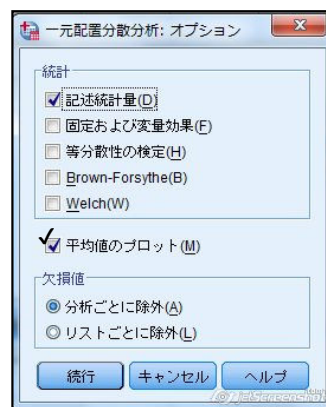 一元配置分散分析: オプション
統計
記述統計量(D)
固定および変量効果(F)
等分散性の検定(H)
Brown-Forsythe(B)
Welch(W)
平均値のプロット(M)
欠損値
分析ごとに除外(A)
リストごとに除外(L)
続行 キャンセル ヘルプ